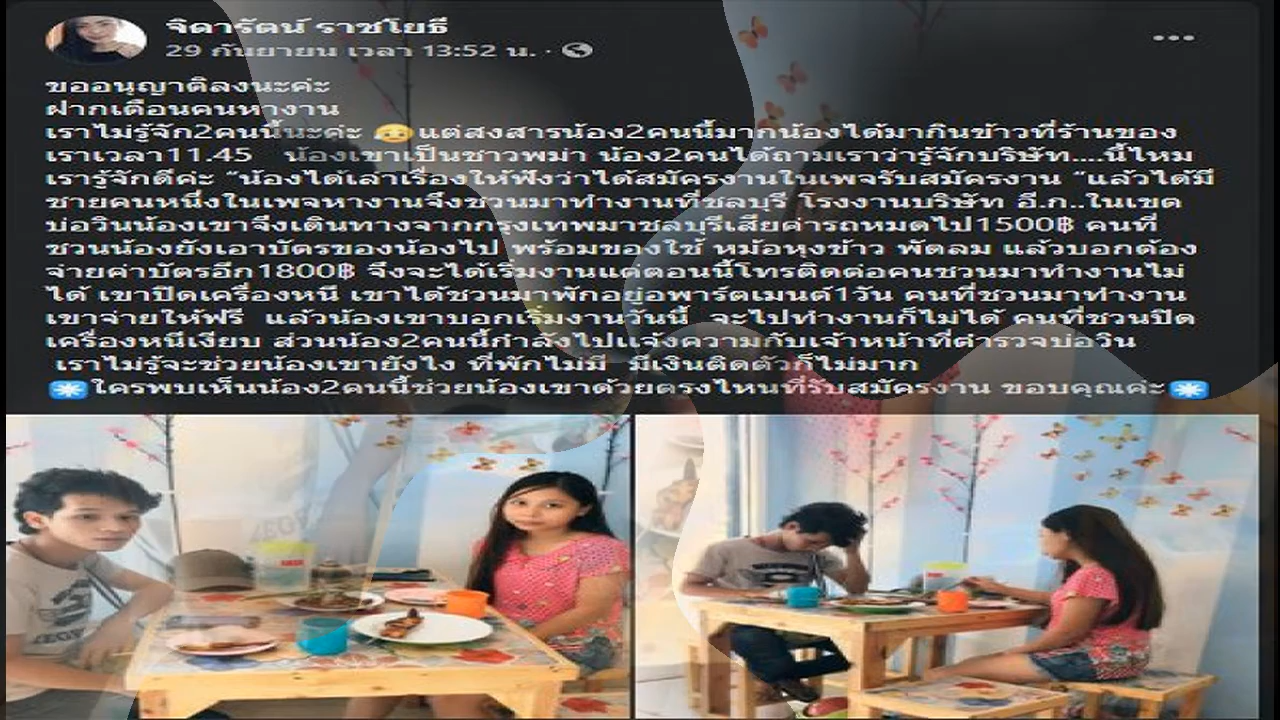 จิดารัตน์ ราชโยธี
29 กันยายน เวลา 13:52 น. ·
ขออนุญาติลงนะค่ะ
ฝากเตือนคนหางาน
เราไม่รู้จัก2คนนี้นะค่ะ 😔แต่สงสารน้อง2คนนี้มากน้องได้มากินข้าวที่ร้านของ
เราเวลา11.45 น้องเขาเป็นชาวพม่า น้อง2คนได้ถามเราว่ารู้จักบริษัท....นี้ไหม
เรารู้จักดีค่ะ “น้องได้เล่าเรื่องให้ฟังว่าได้สมัครงานในเพจรับสมัครงาน “แล้วได้มี
ชายคนหนึ่งในเพจหางานจึงชวนมาทำงานที่ชลบุรี โรงงานบริษัท อี.ก..ในเขต
บ่อวินน้องเขาจึงเดินทางจากกรุงเทพมาชลบุรีเสียค่ารถหมดไป1500฿ คนที่
ชวนน้องยังเอาบัตรของน้องไป พร้อมของใช้ หม้อหุงข้าว พัดลม แล้วบอกต้อง
จ่ายค่าบัตรอีก1800฿ จึงจะได้เริ่มงานแต่ตอนนี้โทรติดต่อคนชวนมาทำงานไม่
ได้ เขาปิดเครื่องหนี เขาได้ชวนมาพักอยู่อพาร์ตเมนต์1วัน คนที่ชวนมาทำงาน
เขาจ่ายให้ฟรี แล้วน้องเขาบอกเริ่มงานวันนี้ จะไปทำงานก็ไม่ได้ คนที่ชวนปิด
เครื่องหนีเงียบ ส่วนน้อง2คนนี้กำลังไปแจ้งความกับเจ้าหน้าที่ตำรวจบ่อวิน
เราไม่รู้จะช่วยน้องเขายังไง ที่พักไม่มี มีเงินติดตัวก็ไม่มาก
✳️ใครพบเห็นน้อง2คนนี้ช่วยน้องเขาด้วยตรงไหนที่รับสมัครงาน ขอบคุณค่ะ✳️